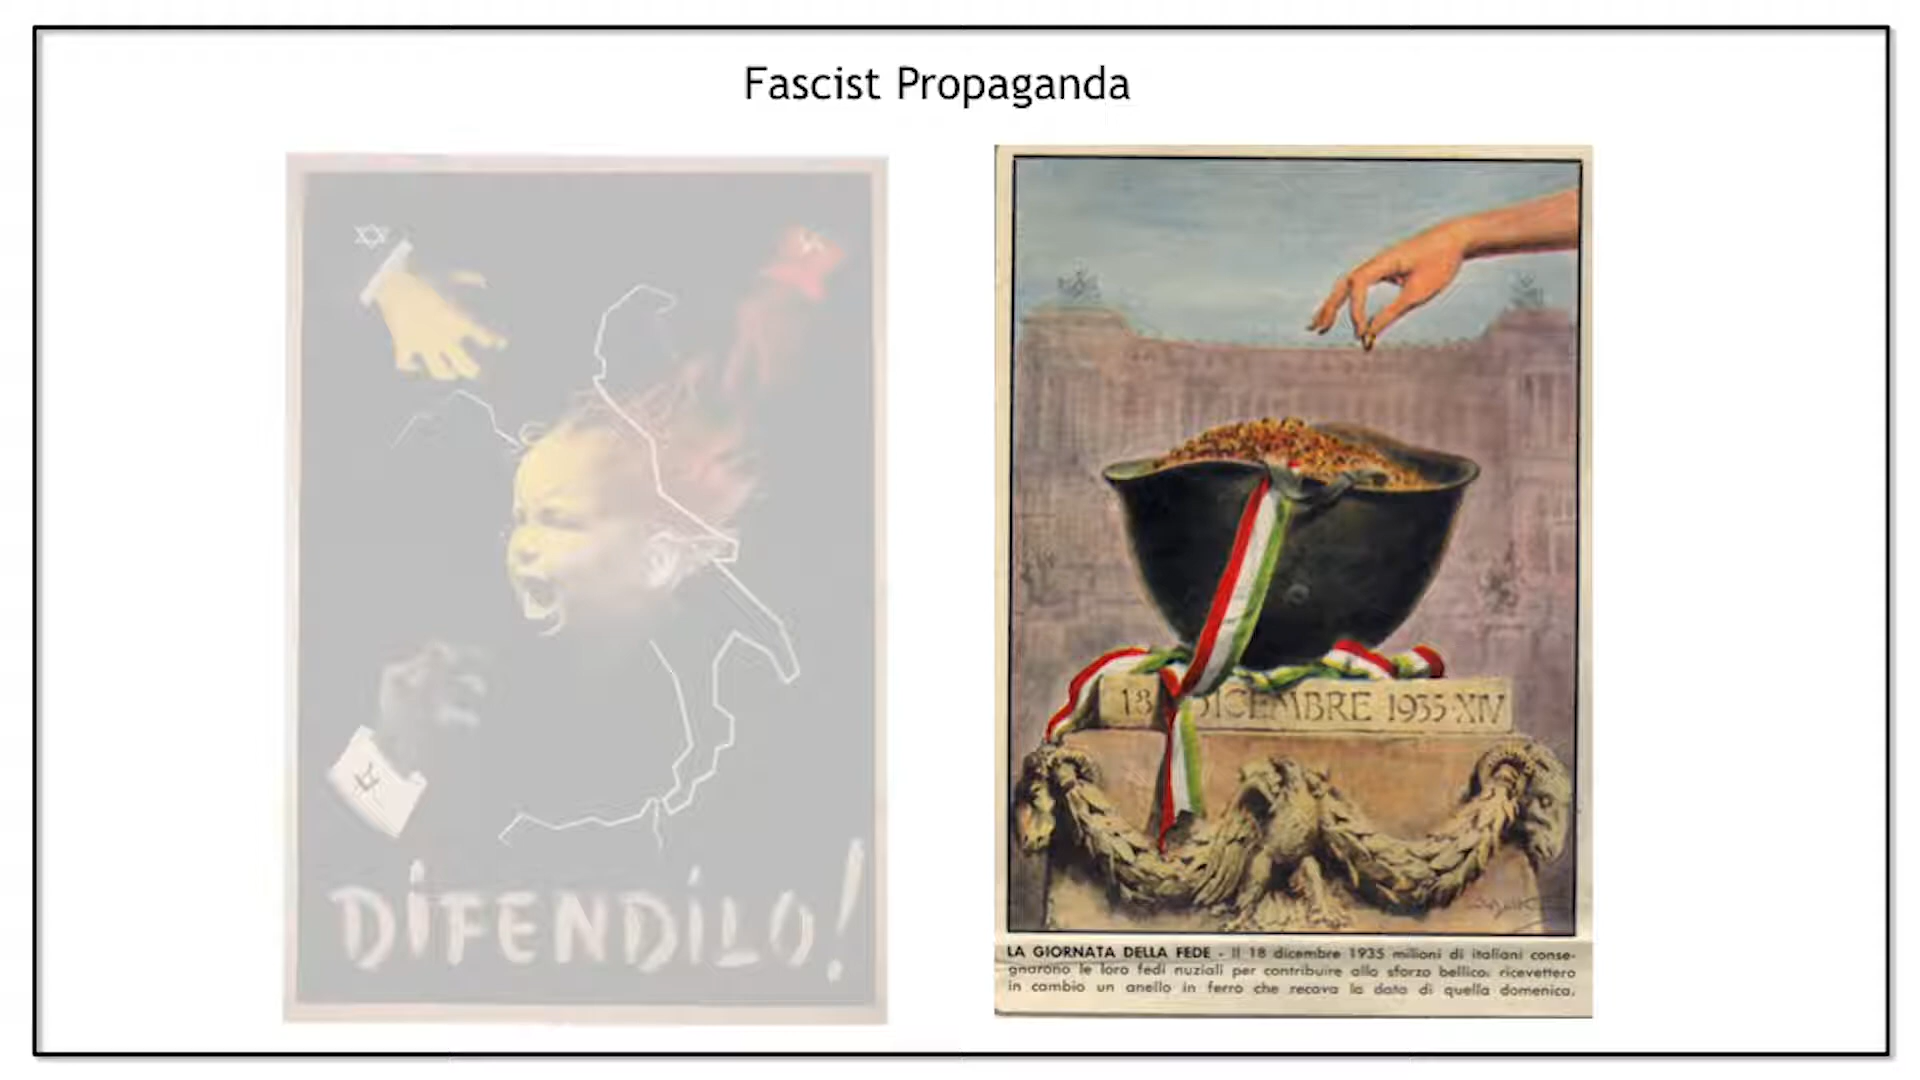 Fascist Propaganda
DIFENDILO!
18 DICEMBRE 1935·XIV
LA GIORNATA DELLA FEDE - Il 18 dicembre 1935 milioni di italiani conse-
gnarono le loro fedi nuziali per contribuire allo sforzo bellico: ricevettero
in cambio un anello in ferro che recava la data di quella domenica.